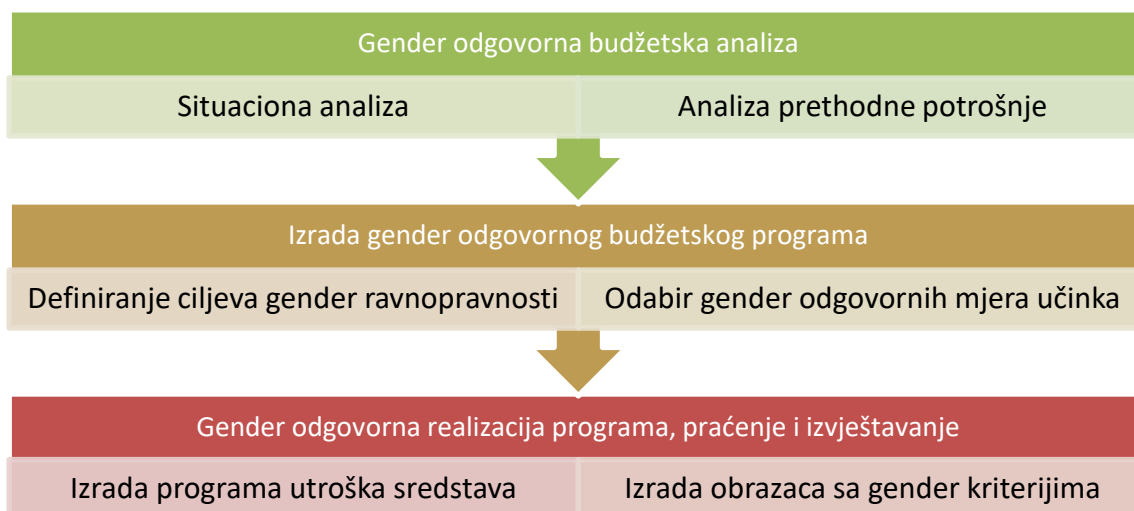 Gender odgovorna budžetska analiza
Situaciona analiza
Analiza prethodne potrošnje
Izrada gender odgovornog budžetskog programa
Definiranje ciljeva gender ravnopravnosti
Odabir gender odgovornih mjera učinka
Gender odgovorna realizacija programa, praćenje i izvještavanje
Izrada programa utroška sredstava
Izrada obrazaca sa gender kriterijima